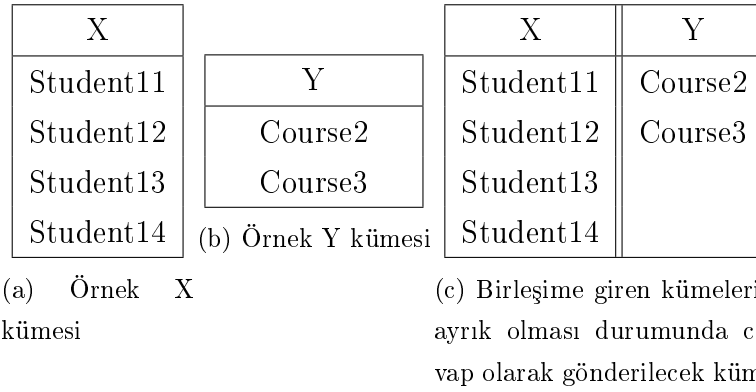 X
Student11
Student12
Student13
Student14
(a) Örnek X
kümesi
Y
Course2
Course3
(b) Örnek Y kümesi
X Y
Student11 Course2
Student12 Course3
Student13
Student14
(c) Birleşime giren kümeleri
ayrık olması durumunda c
vap olarak gönderilecek küm